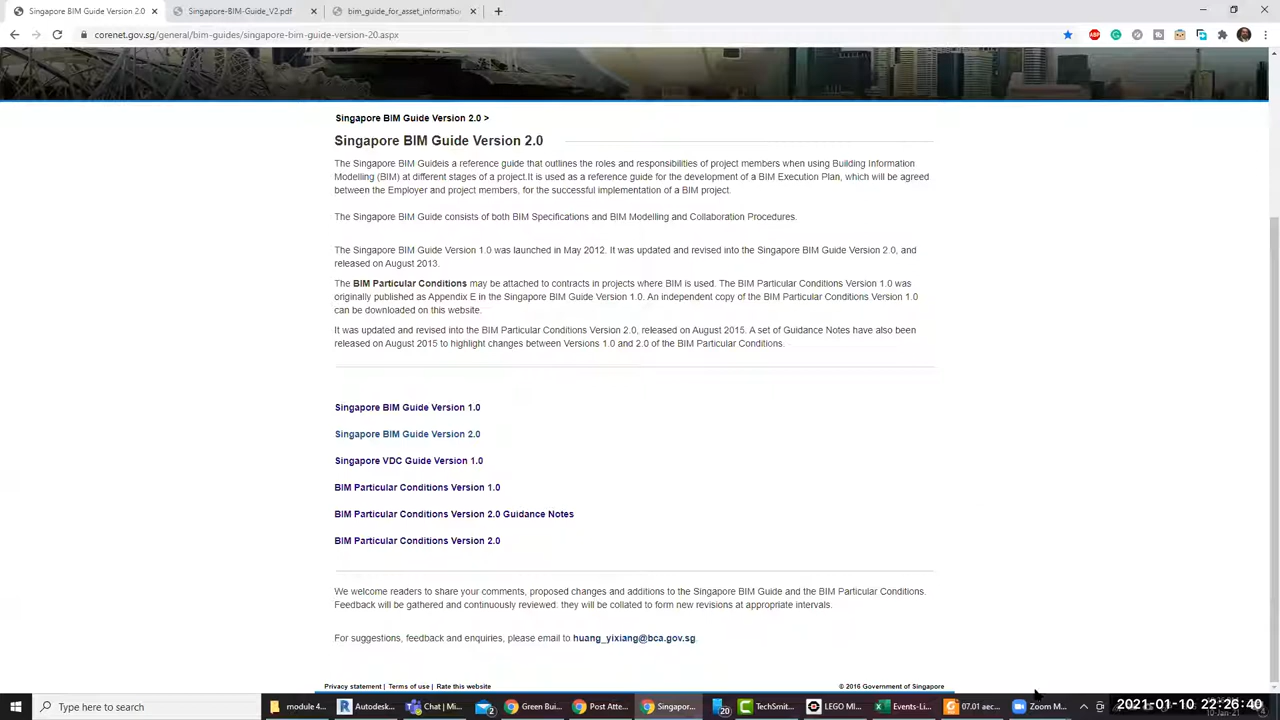 Singapore BIM Guide Version 2.0
Singapore-BIM-Guide_V2.pdf
bim_guide_for_asset_informatio
corenet.gov.sg/general/bim-guides/singapore-bim-guide-version-20.aspx
Singapore BIM Guide Version 2.0 >
Singapore BIM Guide Version 2.0
The Singapore BIM Guideis a reference guide that outlines the roles and responsibilities of project members when using Building Information
Modelling (BIM) at different stages of a project.It is used as a reference guide for the development of a BIM Execution Plan, which will be agreed
between the Employer and project members, for the successful implementation of a BIM project.
The Singapore BIM Guide consists of both BIM Specifications and BIM Modelling and Collaboration Procedures.
The Singapore BIM Guide Version 1.0 was launched in May 2012. It was updated and revised into the Singapore BIM Guide Version 2.0, and
released on August 2013.
The BIM Particular Conditions may be attached to contracts in projects where BIM is used. The BIM Particular Conditions Version 1.0 was
originally published as Appendix E in the Singapore BIM Guide Version 1.0. An independent copy of the BIM Particular Conditions Version 1.0
can be downloaded on this website.
It was updated and revised into the BIM Particular Conditions Version 2.0, released on August 2015. A set of Guidance Notes have also been
released on August 2015 to highlight changes between Versions 1.0 and 2.0 of the BIM Particular Conditions.
Singapore BIM Guide Version 1.0
Singapore BIM Guide Version 2.0
Singapore VDC Guide Version 1.0
BIM Particular Conditions Version 1.0
BIM Particular Conditions Version 2.0 Guidance Notes
BIM Particular Conditions Version 2.0
We welcome readers to share your comments, proposed changes and additions to the Singapore BIM Guide and the BIM Particular Conditions.
Feedback will be gathered and continuously reviewed: they will be collated to form new revisions at appropriate intervals.
For suggestions, feedback and enquiries, please email to huang_yixiang@bca.gov.sg.
Privacy statement | Terms of use | Rate this website
© 2016 Government of Singapore
Type here to search
rmodule 4...
Autodesk...
Chat | Mi...
2
Green Bui...
Post Atte...
Singapor...
20
TechSmit...
LEGO MI...
Events-Li...
07.01 aec...
Zoom M...
2021-01-10 22:26:40